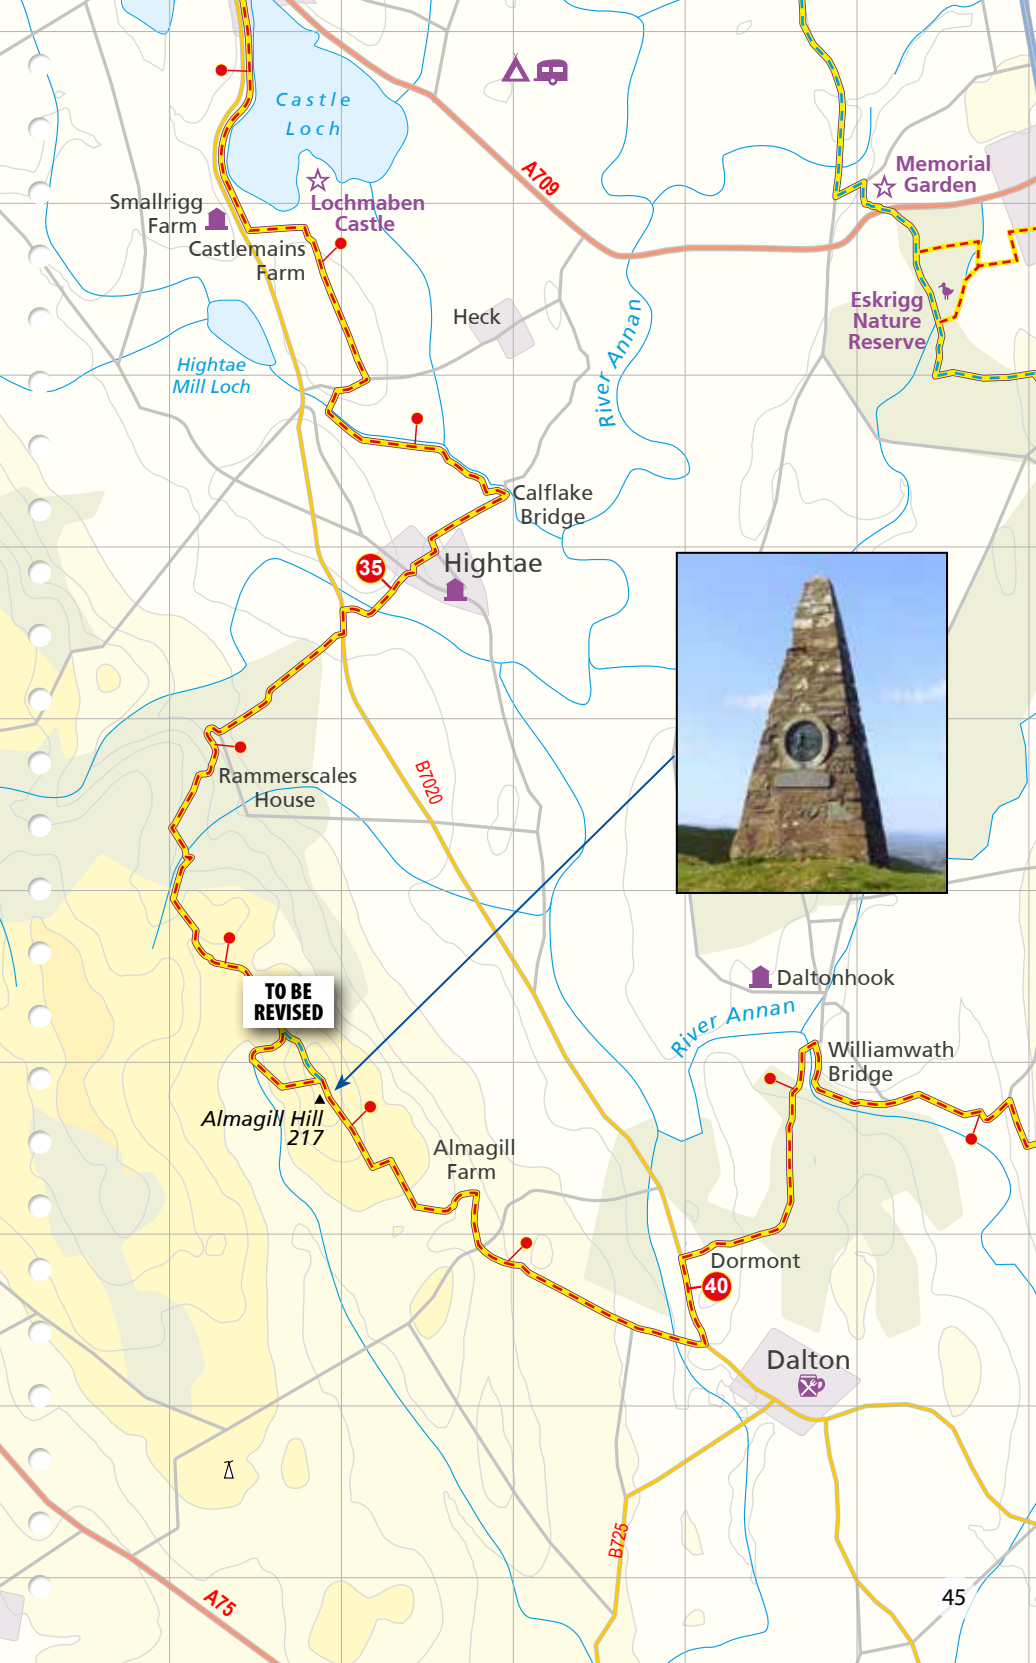 Castle
Loch
A709
Memorial
Garden
Smallrigg
Farm
Lochmaben
Castle
Castlemains
Farm
Heck
River Annan
Eskrigg
Nature
Reserve
Hightae
Mill Loch
Calflake
Bridge
35
Hightae
Rammerscales
House
B7020
TO BE
REVISED
Daltonhook
River Annan
Williamwath
Bridge
Almagill Hill
217
Almagill
Farm
Dormont
40
Dalton
B725
A75
45